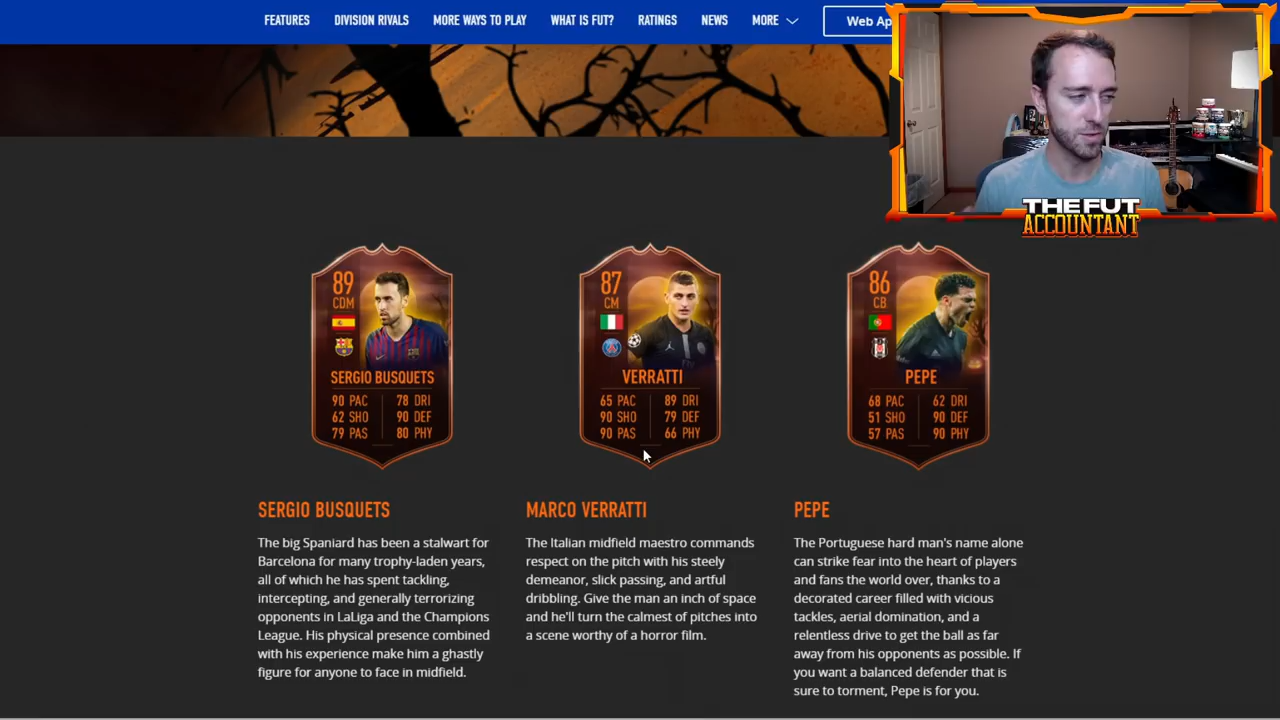 FEATURES DIVISION RIVALS MORE WAYS TO PLAY WHAT IS FUT? RATINGS NEWS MORE Web Ap
THE FUT
ACCOUNTANT
89
CDM
SERGIO BUSQUETS
90 PAC 78 DRI
62 SHO 90 DEF
79 PAS 80 PHY
87
CM
VERRATTI
65 PAC 89 DRI
90 SHO 79 DEF
90 PAS 66 PHY
86
CB
PEPE
68 PAC 62 DRI
51 SHO 90 DEF
57 PAS 90 PHY
SERGIO BUSQUETS
The big Spaniard has been a stalwart for
Barcelona for many trophy-laden years,
all of which he has spent tackling,
intercepting, and generally terrorizing
opponents in LaLiga and the Champions
League. His physical presence combined
with his experience make him a ghastly
figure for anyone to face in midfield.
MARCO VERRATTI
The Italian midfield maestro commands
respect on the pitch with his steely
demeanor, slick passing, and artful
dribbling. Give the man an inch of space
and he'll turn the calmest of pitches into
a scene worthy of a horror film.
PEPE
The Portuguese hard man's name alone
can strike fear into the heart of players
and fans the world over, thanks to a
decorated career filled with vicious
tackles, aerial domination, and a
relentless drive to get the ball as far
away from his opponents as possible. If
you want a balanced defender that is
sure to torment, Pepe is for you.